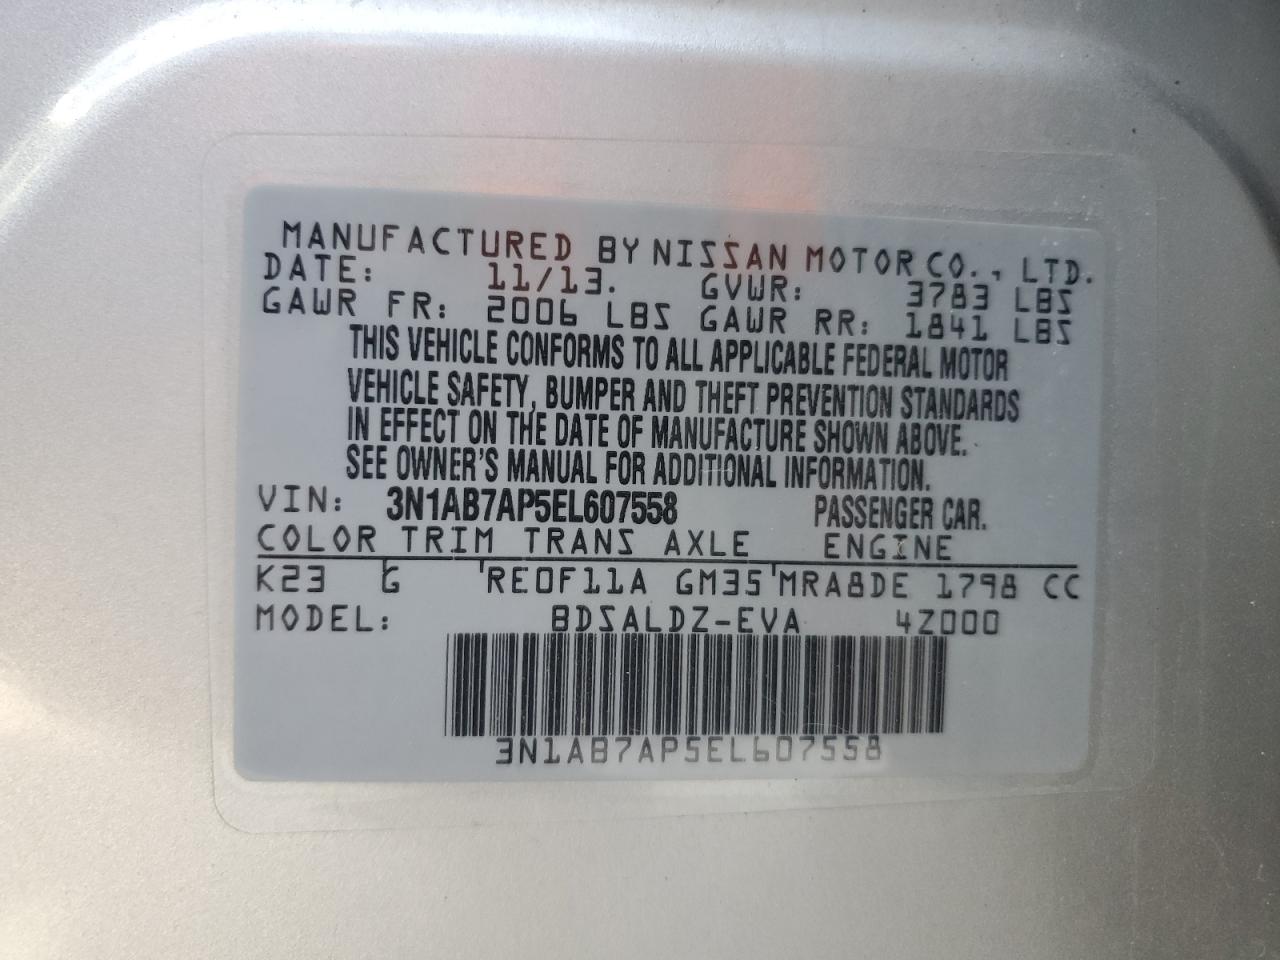 MANUFACTURED BY NISSAN MOTOR CO., LTD.
DATE: 11/13. GVWR: 3783 LBS
GAWR FR: 2006 LBS GAWR RR: 1841 LBS
THIS VEHICLE CONFORMS TO ALL APPLICABLE FEDERAL MOTOR
VEHICLE SAFETY, BUMPER AND THEFT PREVENTION STANDARDS
IN EFFECT ON THE DATE OF MANUFACTURE SHOWN ABOVE.
SEE OWNER'S MANUAL FOR ADDITIONAL INFORMATION.
VIN: 3N1AB7AP5EL607558 PASSENGER CAR.
COLOR TRIM TRANS AXLE ENGINE
K23 G RE0F11A GM35 MRA8DE 1798 CC
MODEL: BDSALDZ-EVA 4Z000
3N1AB7AP5EL607558